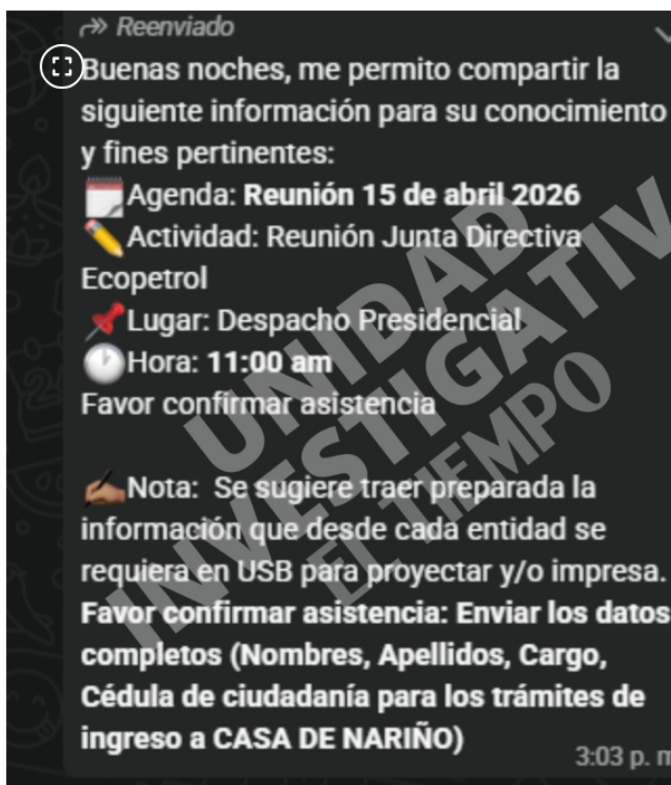 Reenviado
Buenas noches, me permito compartir la
siguiente información para su conocimiento
y fines pertinentes:
Agenda: Reunión 15 de abril 2026
Actividad: Reunión Junta Directiva
Ecopetrol
Lugar: Despacho Presidencial
Hora: 11:00 am
Favor confirmar asistencia
Nota: Se sugiere traer preparada la
información que desde cada entidad se
requiera en USB para proyectar y/o impresa.
Favor confirmar asistencia: Enviar los datos
completos (Nombres, Apellidos, Cargo,
Cédula de ciudadanía para los trámites de
ingreso a CASA DE NARIÑO)
3:03 p. m
UNIDAD
INVESTIGATIV
EL TIEMPO